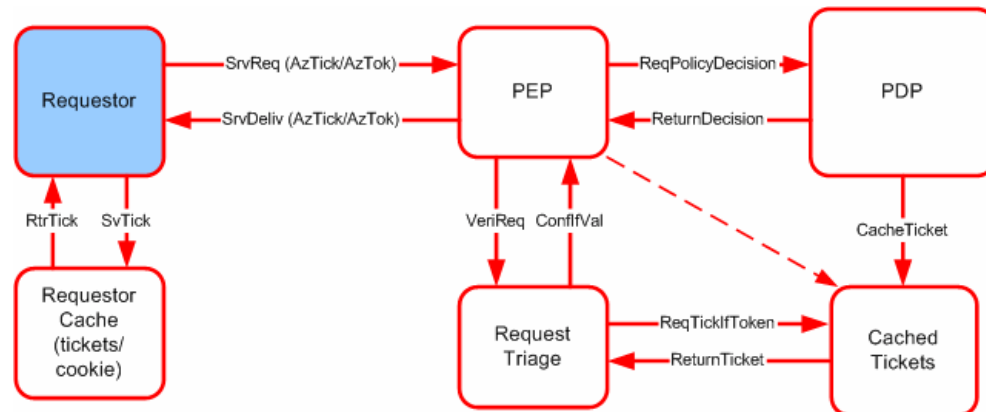 SrvReq (AzTick/AzTok)
ReqPolicyDecision
Requestor
PEP
PDP
SrvDeliv (AzTick/AzTok)
ReturnDecision
RtrTick
SvTick
VeriReq
ConfIfVal
CacheTicket
Requestor
Cache
(tickets/
cookie)
Request
Triage
ReqTickIfToken
ReturnTicket
Cached
Tickets